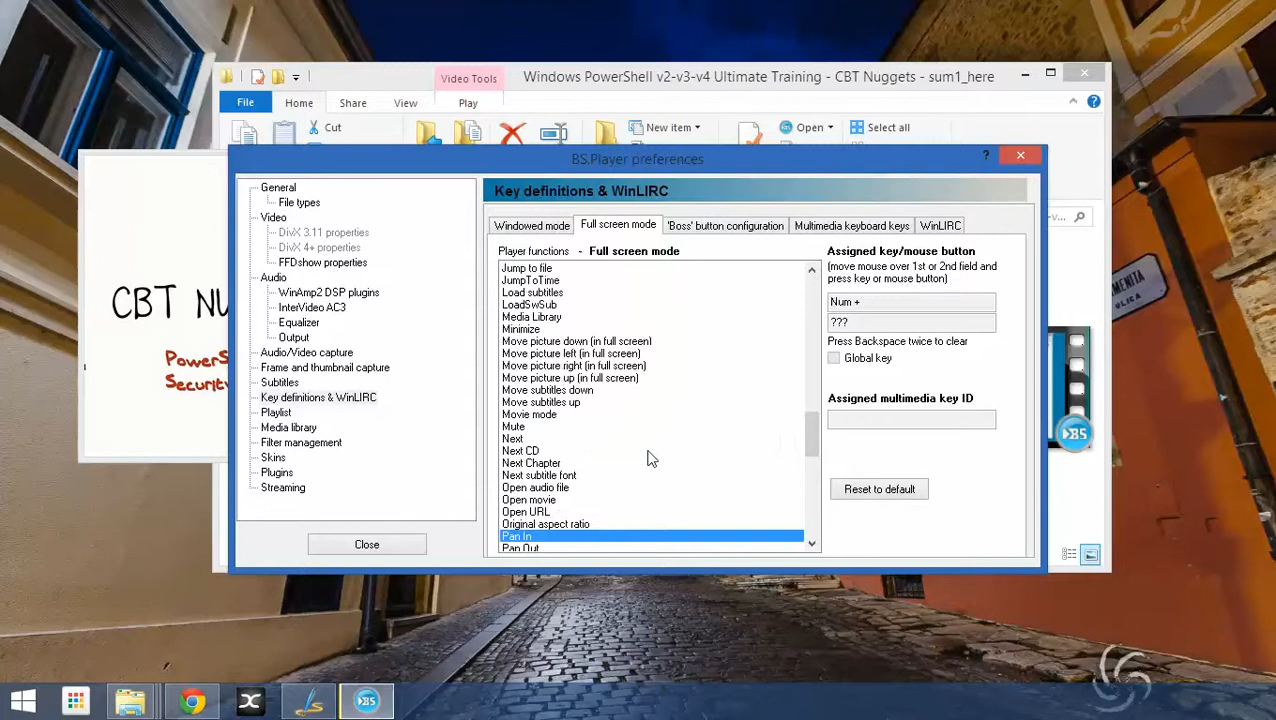 Video Tools
Windows PowerShell v2-v3-v4 Ultimate Training - CBT Nuggets - sum1_here
File
Home
Share
View
Play
Cut
New item
Open
Select all
BS.Player preferences
?
General
File types
Video
DivX 3.11 properties
DivX 4+ properties
FFDshow properties
Audio
WinAmp2 DSP plugins
InterVideo AC3
Equalizer
Output
Audio/Video capture
Frame and thumbnail capture
Subtitles
Key definitions & WinLIRC
Playlist
Media library
Filter management
Skins
Plugins
Streaming
Close
Key definitions & WinLIRC
Windowed mode
Full screen mode
'Boss' button configuration
Multimedia keyboard keys
WinLIRC
Player functions - Full screen mode
Jump to file
JumpToTime
Load subtitles
LoadSwSub
Media Library
Minimize
Move picture down (in full screen)
Move picture left (in full screen)
Move picture right (in full screen)
Move picture up (in full screen)
Move subtitles down
Move subtitles up
Movie mode
Mute
Next
Next CD
Next Chapter
Next subtitle font
Open audio file
Open movie
Open URL
Original aspect ratio
Pan In
Pan Out
Assigned key/mouse button
(move mouse over 1st or 2nd field and
press key or mouse button)
Num +
???
Press Backspace twice to clear
Global key
Assigned multimedia key ID
Reset to default
CBT NU
PowerS
Securit
BS
BS